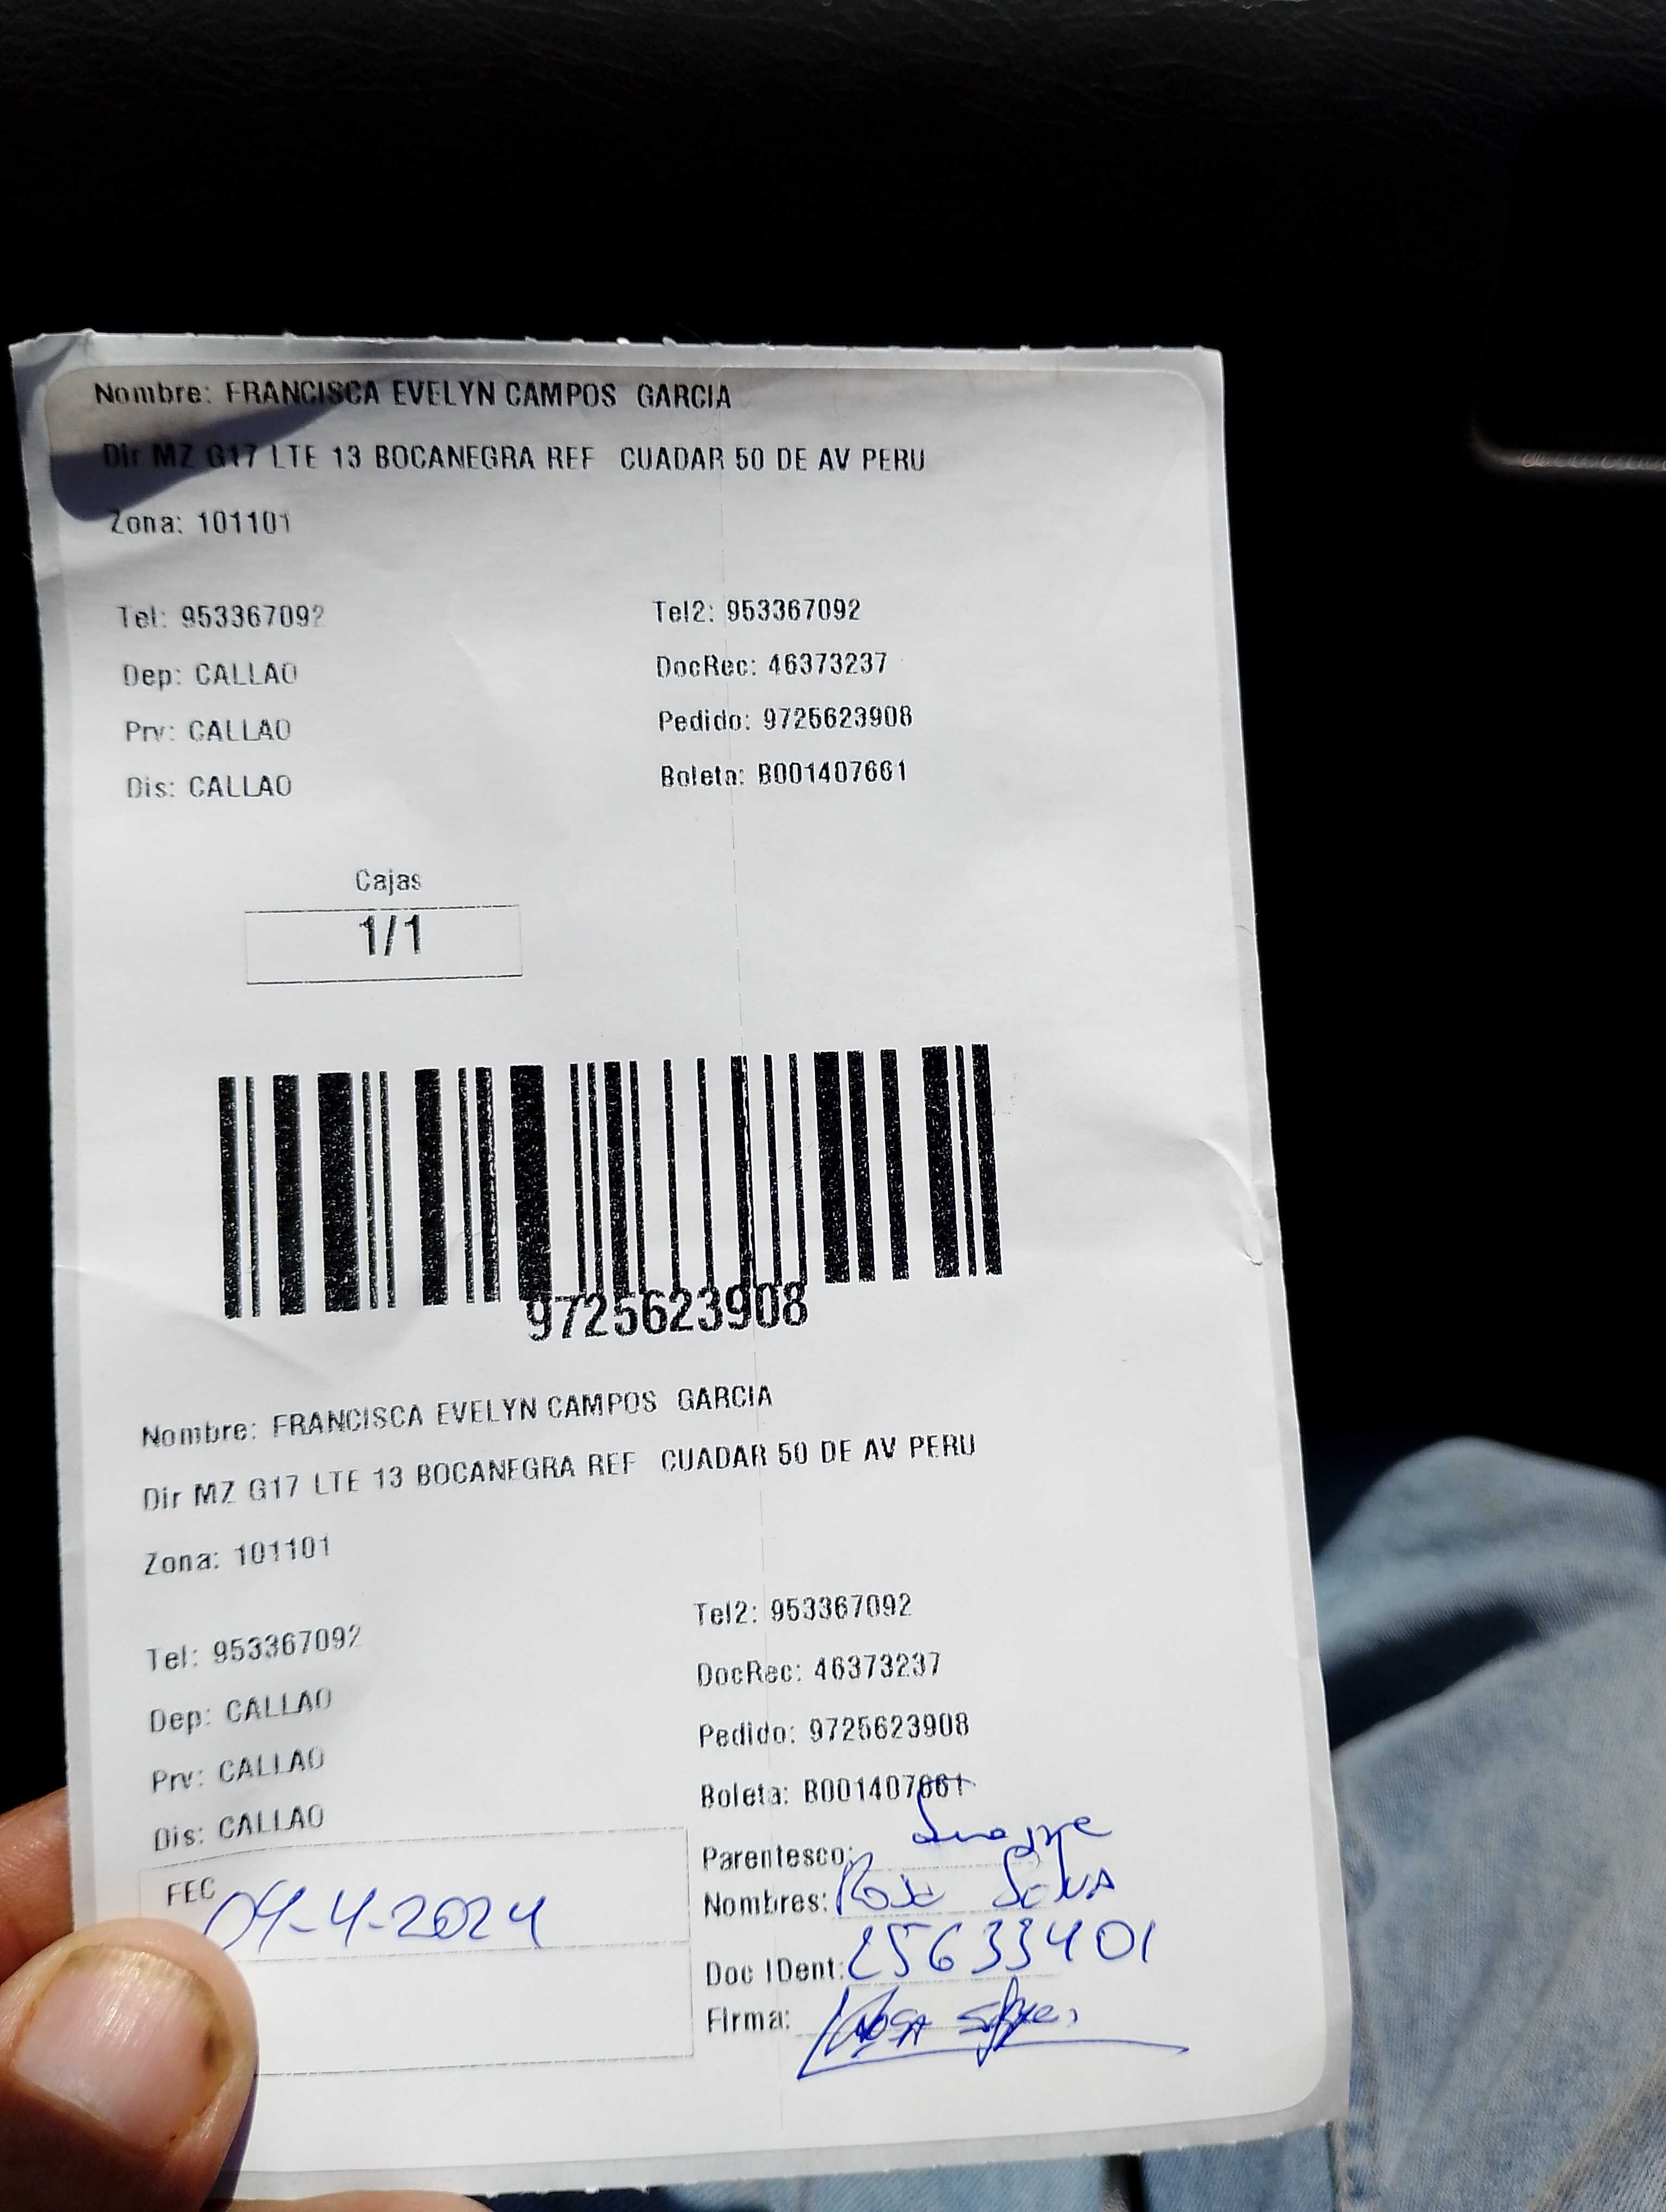 Nombre: FRANCISCA EVELYN CAMPOS GARCIA
Dir MZ G17 LTE 13 BOCANEGRA REF CUADAR 50 DE AV PERU
Zona: 101101
Tel: 953367092 Tel2: 953367092
Dep: CALLAO DocRec: 46373237
Prv: CALLAO Pedido: 9725623908
Dis: CALLAO Boleta: B001407661
Cajas
1/1
9725623908
Nombre: FRANCISCA EVELYN CAMPOS GARCIA
Dir MZ G17 LTE 13 BOCANEGRA REF CUADAR 50 DE AV PERU
Zona: 101101
Tel: 953367092 Tel2: 953367092
Dep: CALLAO DocRec: 46373237
Prv: CALLAO Pedido: 9725623908
Dis: CALLAO Boleta: B001407661
Parentesco:
FEC 09-4-2024 Nombres: Rosa
Doc IDent: 25633401
Firma: Rosa